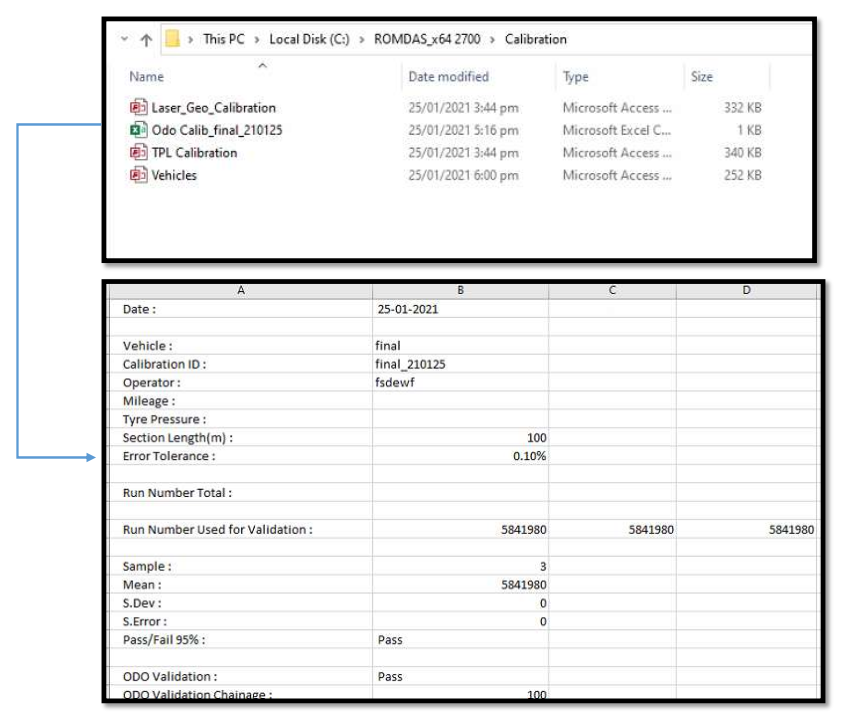 This PC > Local Disk (C:) > ROMDAS_x64 2700 > Calibration
Name Date modified Type Size
Laser_Geo_Calibration 25/01/2021 3:44 pm Microsoft Access ... 332 KB
Odo Calib_final_210125 25/01/2021 5:16 pm Microsoft Excel C... 1 KB
TPL Calibration 25/01/2021 3:44 pm Microsoft Access ... 340 KB
Vehicles 25/01/2021 6:00 pm Microsoft Access ... 252 KB
A B C D
Date : 25-01-2021
Vehicle : final
Calibration ID : final_210125
Operator : fsdewf
Mileage :
Tyre Pressure :
Section Length(m) : 100
Error Tolerance : 0.10%
Run Number Total :
Run Number Used for Validation : 5841980 5841980 5841980
Sample : 3
Mean : 5841980
S.Dev : 0
S.Error : 0
Pass/Fail 95% : Pass
ODO Validation : Pass
ODO Validation Chainage : 100